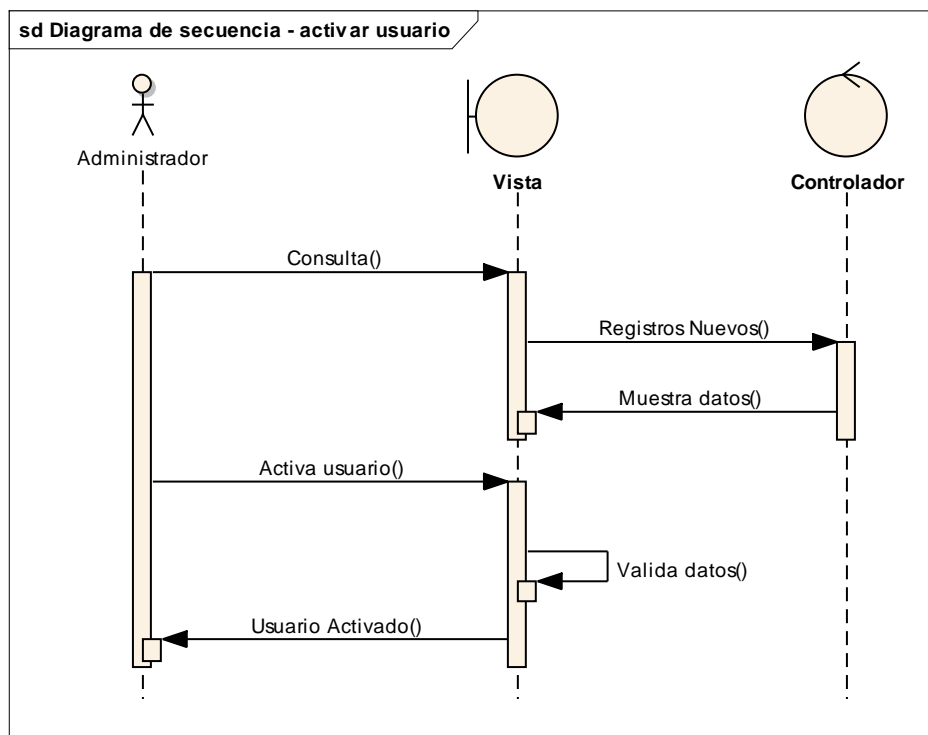 sd Diagrama de secuencia - activar usuario
Administrador
Vista
Controlador
Consulta()
Registros Nuevos()
Muestra datos()
Activa usuario()
Valida datos()
Usuario Activado()